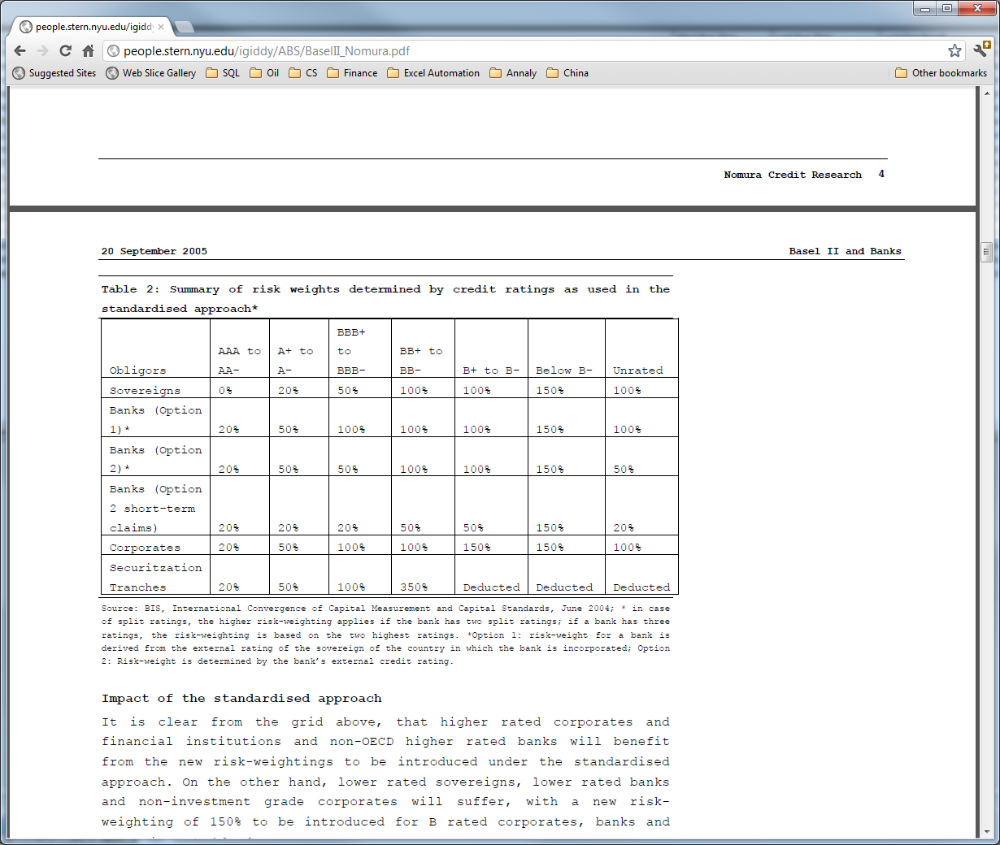 people.stern.nyu.edu/igiddy
people.stern.nyu.edu/igiddy/ABS/BaselII_Nomura.pdf
Suggested Sites Web Slice Gallery SQL Oil CS Finance Excel Automation Annaly China Other bookmarks
Nomura Credit Research 4
20 September 2005 Basel II and Banks
Table 2: Summary of risk weights determined by credit ratings as used in the
standardised approach*
Obligors AAA to AA- A+ to A- BBB+ to BBB- BB+ to BB- B+ to B- Below B- Unrated
Sovereigns 0% 20% 50% 100% 100% 150% 100%
Banks (Option
1)* 20% 50% 100% 100% 100% 150% 100%
Banks (Option
2)* 20% 50% 50% 100% 100% 150% 50%
Banks (Option
2 short-term
claims) 20% 20% 20% 50% 50% 150% 20%
Corporates 20% 50% 100% 100% 150% 150% 100%
Securitzation
Tranches 20% 50% 100% 350% Deducted Deducted Deducted
Source: BIS, International Convergence of Capital Measurement and Capital Standards, June 2004; * in case
of split ratings, the higher risk-weighting applies if the bank has two split ratings; if a bank has three
ratings, the risk-weighting is based on the two highest ratings. *Option 1: risk-weight for a bank is
derived from the external rating of the sovereign of the country in which the bank is incorporated; Option
2: Risk-weight is determined by the bank's external credit rating.
Impact of the standardised approach
It is clear from the grid above, that higher rated corporates and
financial institutions and non-OECD higher rated banks will benefit
from the new risk-weightings to be introduced under the standardised
approach. On the other hand, lower rated sovereigns, lower rated banks
and non-investment grade corporates will suffer, with a new risk-
weighting of 150% to be introduced for B rated corporates, banks and